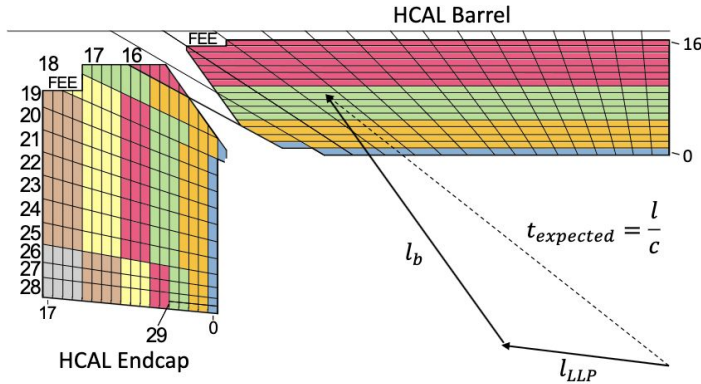 HCAL Barrel
FEE
16
0
18
17
16
FEE
19
20
21
22
23
24
25
26
27
28
17
29
0
HCAL Endcap
t_expected = l/c
l_b
l_LLP